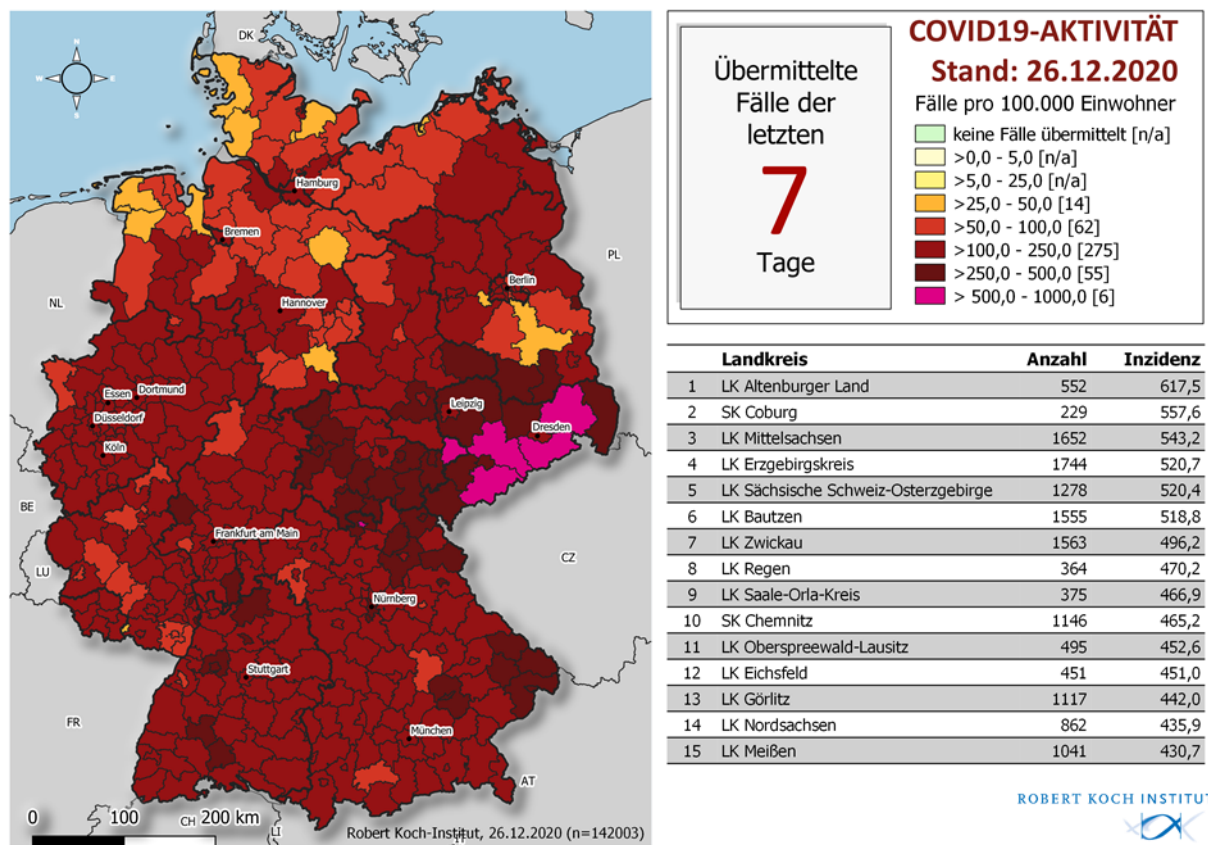 DK
N
W
E
S
Hamburg
Bremen
PL
Berlin
NL
Hannover
Essen
Dortmund
Leipzig
Düsseldorf
Dresden
Köln
BE
Frankfurt am Main
CZ
LU
Nürnberg
Stuttgart
FR
München
AT
0 100 200 km
CH
LI
IT
Robert Koch-Institut, 26.12.2020 (n=142003)
Übermittelte
Fälle der
letzten
7
Tage
COVID19-AKTIVITÄT
Stand: 26.12.2020
Fälle pro 100.000 Einwohner
keine Fälle übermittelt [n/a]
>0,0 - 5,0 [n/a]
>5,0 - 25,0 [n/a]
>25,0 - 50,0 [14]
>50,0 - 100,0 [62]
>100,0 - 250,0 [275]
>250,0 - 500,0 [55]
> 500,0 - 1000,0 [6]
Landkreis Anzahl Inzidenz
1 LK Altenburger Land 552 617,5
2 SK Coburg 229 557,6
3 LK Mittelsachsen 1652 543,2
4 LK Erzgebirgskreis 1744 520,7
5 LK Sächsische Schweiz-Osterzgebirge 1278 520,4
6 LK Bautzen 1555 518,8
7 LK Zwickau 1563 496,2
8 LK Regen 364 470,2
9 LK Saale-Orla-Kreis 375 466,9
10 SK Chemnitz 1146 465,2
11 LK Oberspreewald-Lausitz 495 452,6
12 LK Eichsfeld 451 451,0
13 LK Görlitz 1117 442,0
14 LK Nordsachsen 862 435,9
15 LK Meißen 1041 430,7
ROBERT KOCH INSTITUT